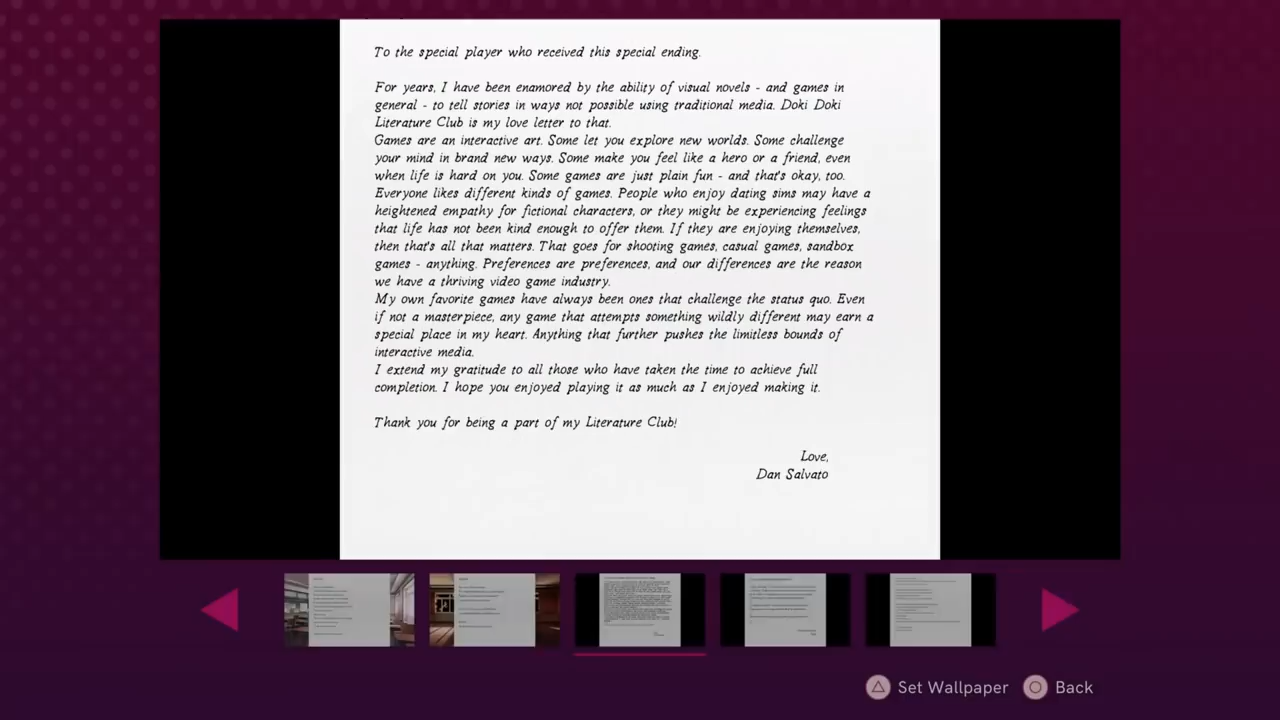 To the special player who received this special ending.
For years, I have been enamored by the ability of visual novels - and games in
general - to tell stories in ways not possible using traditional media. Doki Doki
Literature Club is my love letter to that.
Games are an interactive art. Some let you explore new worlds. Some challenge
your mind in brand new ways. Some make you feel like a hero or a friend, even
when life is hard on you. Some games are just plain fun - and that's okay, too.
Everyone likes different kinds of games. People who enjoy dating sims may have a
heightened empathy for fictional characters, or they might be experiencing feelings
that life has not been kind enough to offer them. If they are enjoying themselves,
then that's all that matters. That goes for shooting games, casual games, sandbox
games - anything. Preferences are preferences, and our differences are the reason
we have a thriving video game industry.
My own favorite games have always been ones that challenge the status quo. Even
if not a masterpiece, any game that attempts something wildly different may earn a
special place in my heart. Anything that further pushes the limitless bounds of
interactive media.
I extend my gratitude to all those who have taken the time to achieve full
completion. I hope you enjoyed playing it as much as I enjoyed making it.
Thank you for being a part of my Literature Club!
Love,
Dan Salvato
Set Wallpaper
Back